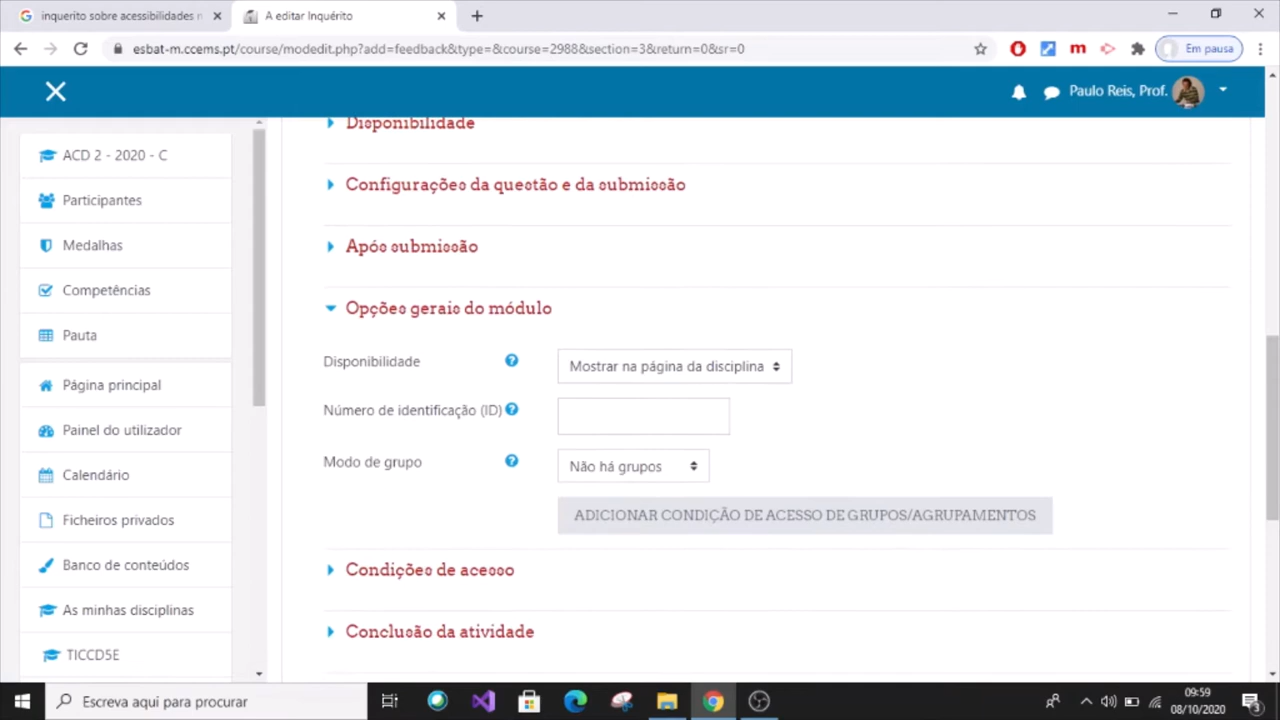 inquerito sobre acessibilidades n
A editar Inquérito
esbat-m.ccems.pt/course/modedit.php?add=feedback&type=&course=2988&section=3&return=0&sr=0
Em pausa
Paulo Reis, Prof.
ACD 2 - 2020 - C
Participantes
Medalhas
Competências
Pauta
Página principal
Painel do utilizador
Calendário
Ficheiros privados
Banco de conteúdos
As minhas disciplinas
TICCD5E
Disponibilidade
Configurações da questão e da submissão
Após submissão
Opções gerais do módulo
Disponibilidade
Mostrar na página da disciplina
Número de identificação (ID)
Modo de grupo
Não há grupos
ADICIONAR CONDIÇÃO DE ACESSO DE GRUPOS/AGRUPAMENTOS
Condições de acesso
Conclusão da atividade
Escreva aqui para procurar
09:59
08/10/2020
3